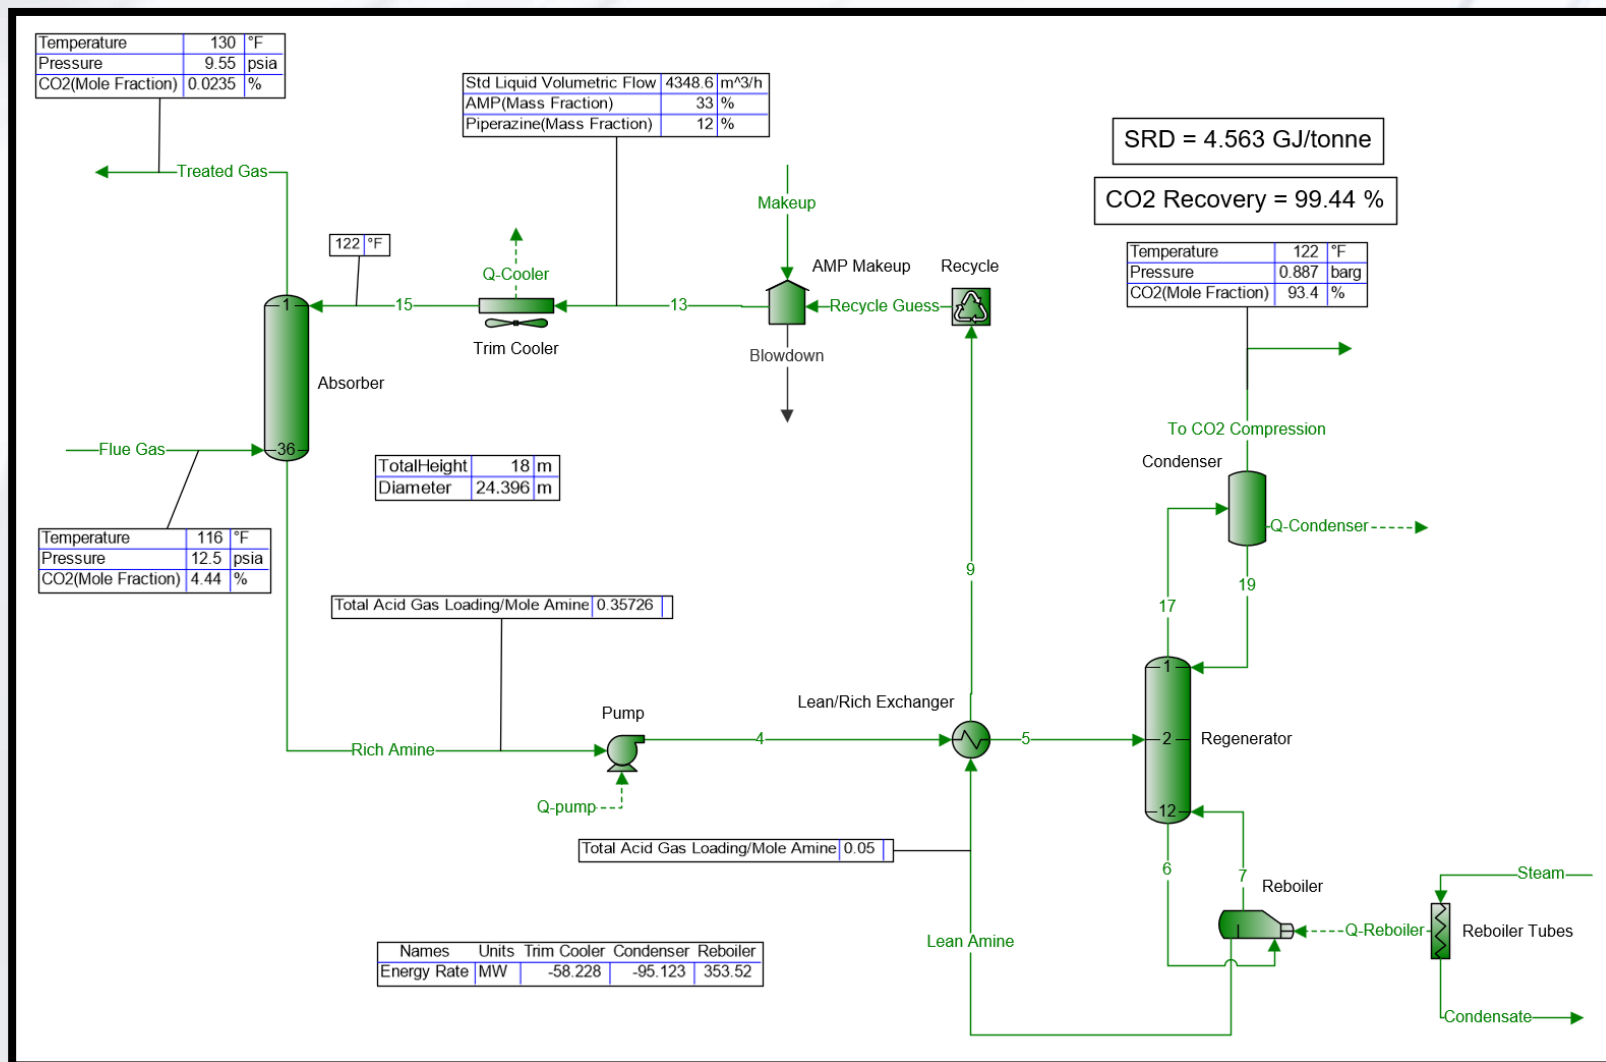 Temperature 130 °F
Pressure 9.55 psia
CO2(Mole Fraction) 0.0235 %
Std Liquid Volumetric Flow 4348.6 m^3/h
AMP(Mass Fraction) 33 %
Piperazine(Mass Fraction) 12 %
SRD = 4.563 GJ/tonne
CO2 Recovery = 99.44 %
Treated Gas
Makeup
122 °F
Q-Cooler
AMP Makeup
Recycle
Temperature 122 °F
Pressure 0.887 barg
CO2(Mole Fraction) 93.4 %
1
15
13
Recycle Guess
Trim Cooler
Blowdown
Absorber
To CO2 Compression
Flue Gas
36
Condenser
TotalHeight 18 m
Diameter 24.396 m
Q-Condenser
Temperature 116 °F
Pressure 12.5 psia
CO2(Mole Fraction) 4.44 %
9
19
17
Total Acid Gas Loading/Mole Amine 0.35726
1
Lean/Rich Exchanger
Pump
Rich Amine
4
5
2
Regenerator
Q-pump
12
Total Acid Gas Loading/Mole Amine 0.05
6
7
Reboiler
Steam
Lean Amine
Q-Reboiler
Reboiler Tubes
Names Units Trim Cooler Condenser Reboiler
Energy Rate MW -58.228 -95.123 353.52
Condensate